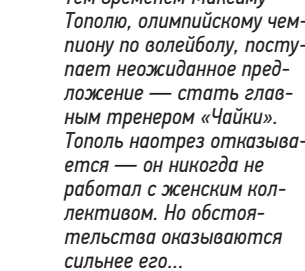 Тем временем Максиму
Тополю, олимпийскому чем-
пиону по волейболу, посту-
пает неожиданное пред-
ложение — стать глав-
ным тренером «Чайки».
Тополь наотрез отказыва-
ется — он никогда не
работал с женским кол-
лективом. Но обстоя-
тельства оказываются
сильнее его...